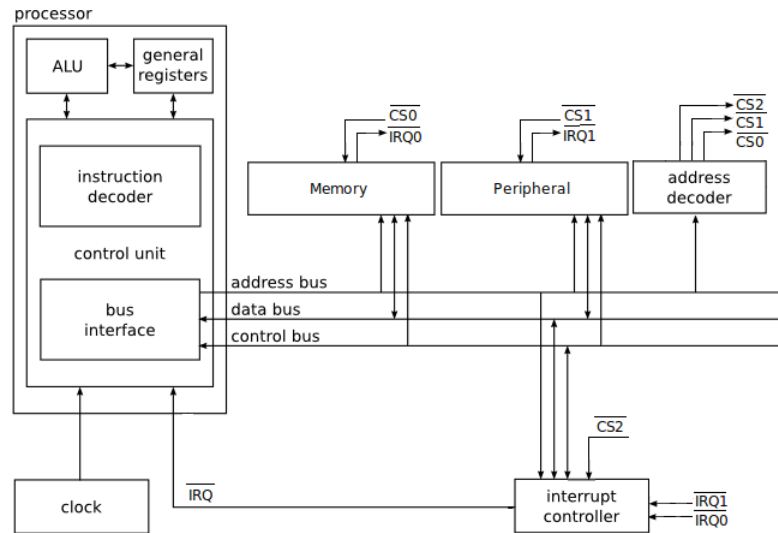 processor
ALU
general
registers
instruction
decoder
control unit
bus
interface
address bus
data bus
control bus
CS0
IRQ0
Memory
CS1
IRQ1
Peripheral
CS2
CS1
CS0
address
decoder
clock
IRQ
CS2
interrupt
controller
IRQ1
IRQ0